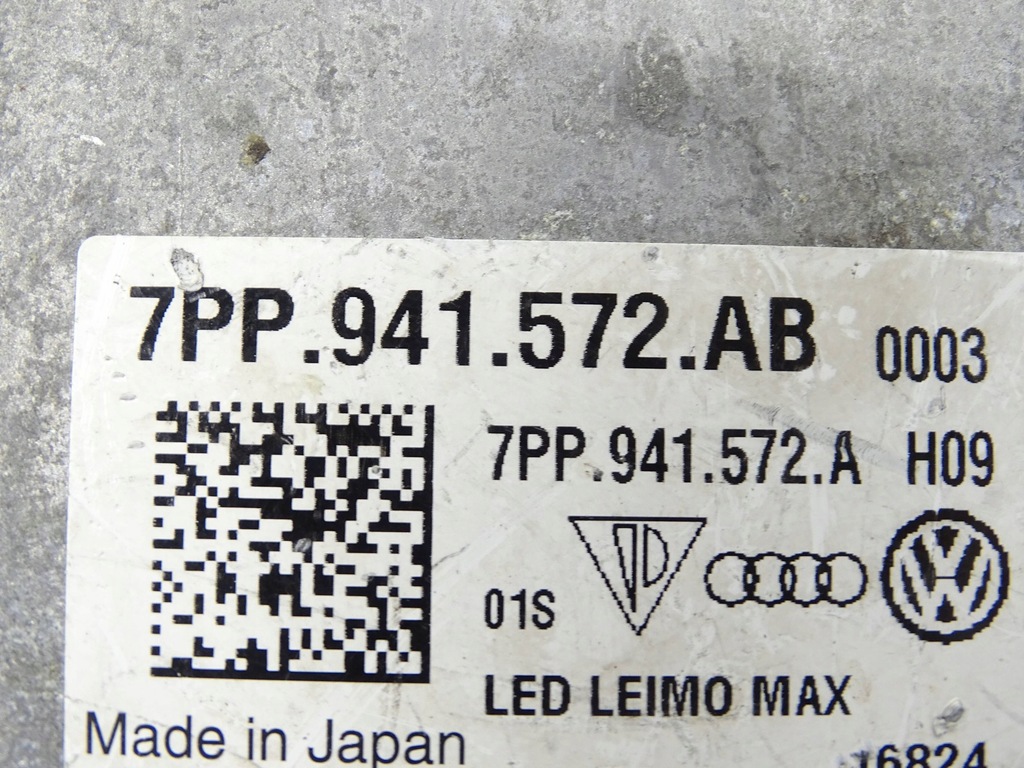 7PP.941.572.AB 0003
7PP.941.572.A H09
01S
LED LEIMO MAX
Made in Japan